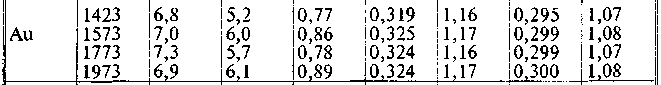 1423 6,8 5,2 0,77 0,319 1,16 0,295 1,07
Au 1573 7,0 6,0 0,86 0,325 1,17 0,299 1,08
1773 7,3 5,7 0,78 0,324 1,16 0,299 1,07
1973 6,9 6,1 0,89 0,324 1,17 0,300 1,08